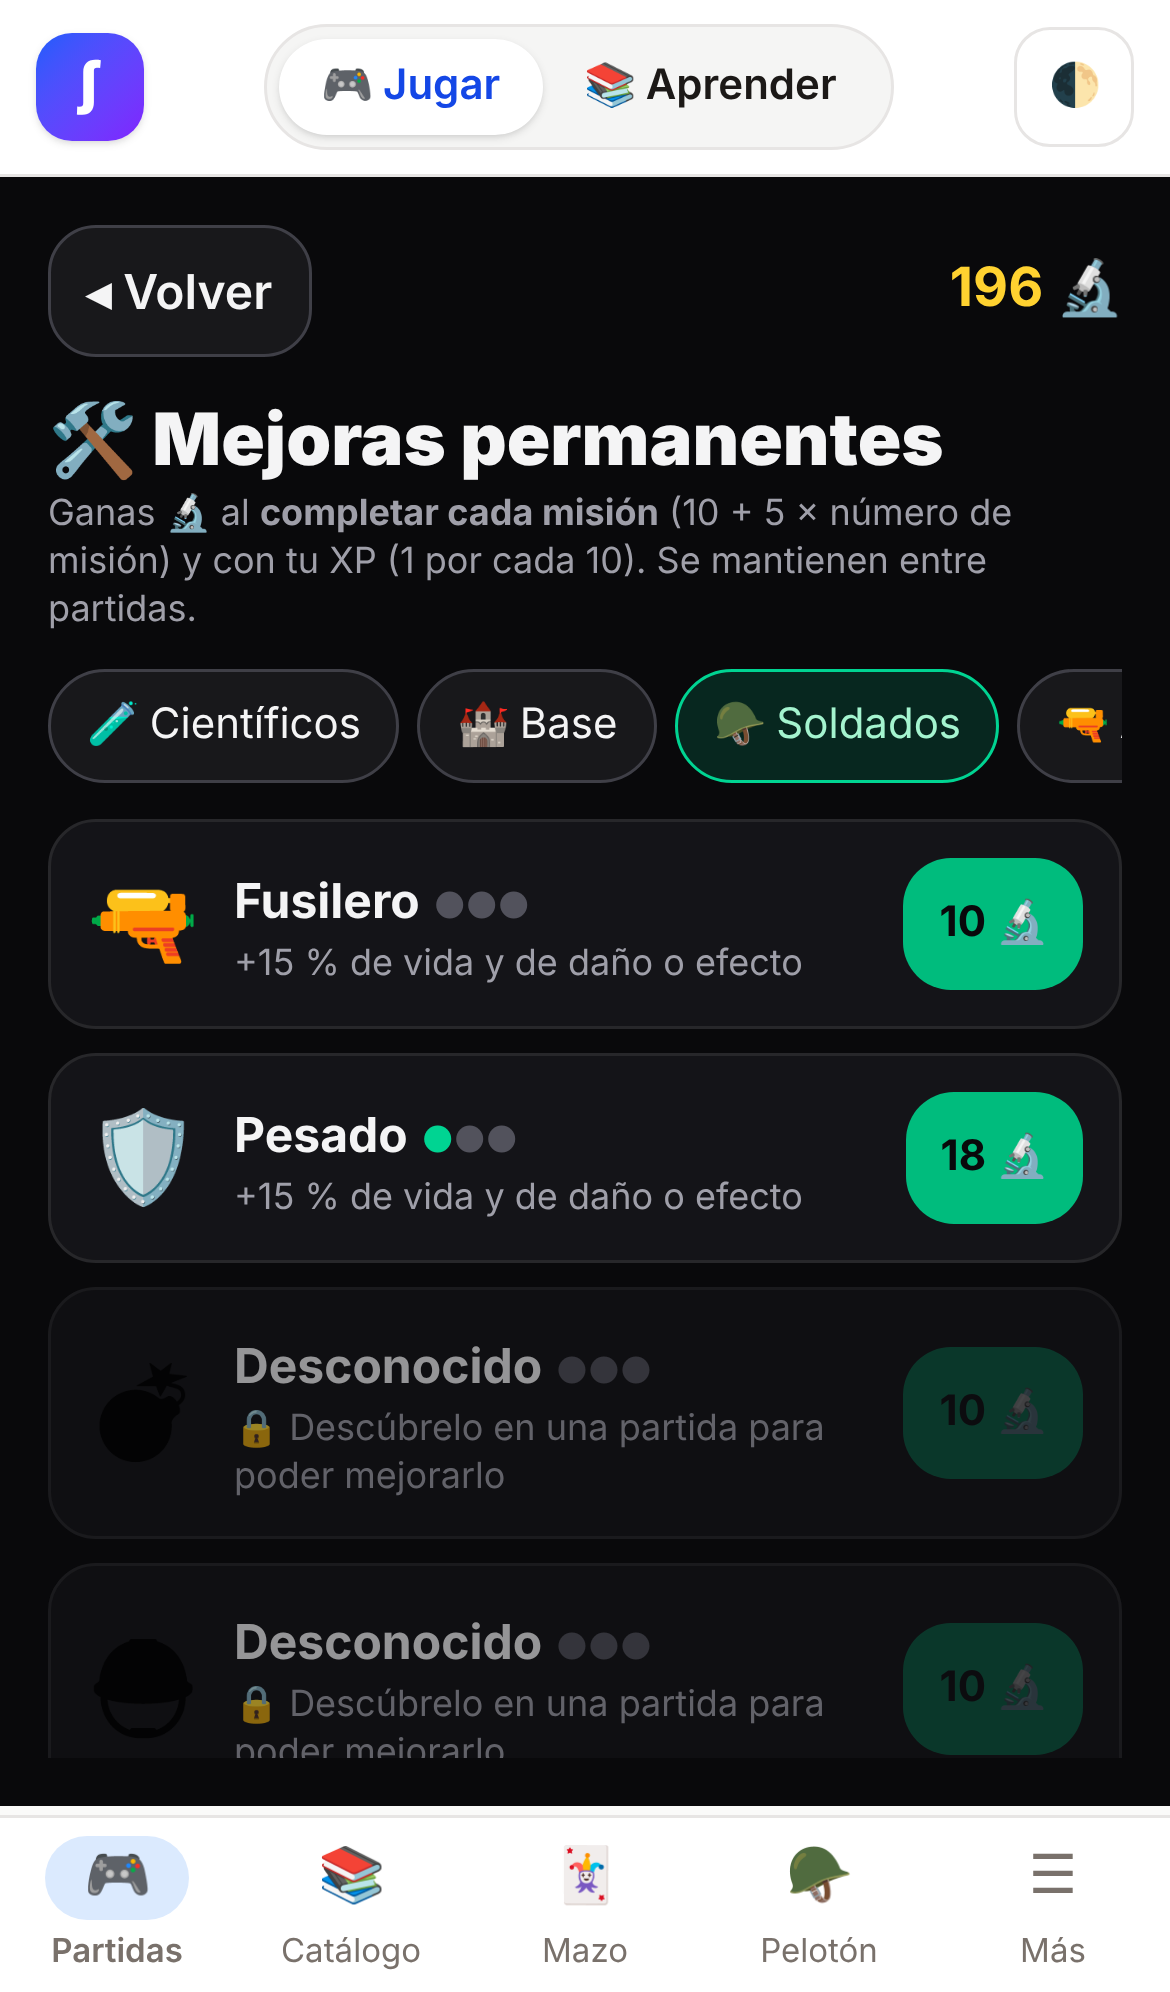 ∫
🎮 Jugar
📚 Aprender
◂ Volver
196 🔬
🛠️ Mejoras permanentes
Ganas 🔬 al completar cada misión (10 + 5 × número de
misión) y con tu XP (1 por cada 10). Se mantienen entre
partidas.
🧪 Científicos
🏰 Base
🪖 Soldados
Fusilero
10 🔬
+15 % de vida y de daño o efecto
Pesado
18 🔬
+15 % de vida y de daño o efecto
Desconocido
10 🔬
🔒 Descúbrelo en una partida para
poder mejorarlo
Desconocido
10 🔬
🔒 Descúbrelo en una partida para
poder mejorarlo
Partidas
Catálogo
Mazo
Pelotón
Más